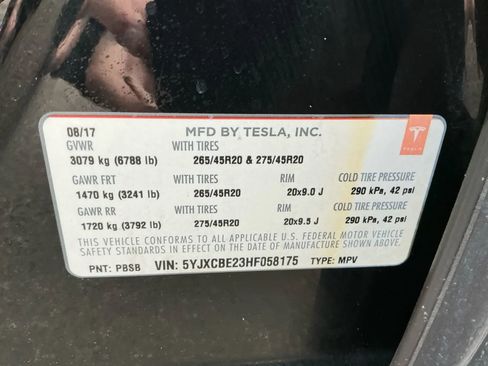 08/17 MFD BY TESLA, INC.
GVWR WITH TIRES
3079 kg (6788 lb) 265/45R20 & 275/45R20
TESLA
GAWR FRT WITH TIRES RIM COLD TIRE PRESSURE
1470 kg (3241 lb) 265/45R20 20x9.0 J 290 kPa, 42 psi
GAWR RR WITH TIRES RIM COLD TIRE PRESSURE
1720 kg (3792 lb) 275/45R20 20x9.5 J 290 kPa, 42 psi
THIS VEHICLE CONFORMS TO ALL APPLICABLE U.S. FEDERAL MOTOR VEHICLE
SAFETY STANDARDS IN EFFECT ON THE DATE OF MANUFACTURE SHOWN ABOVE.
PNT: PBSB VIN: 5YJXCBE23HF058175 TYPE: MPV